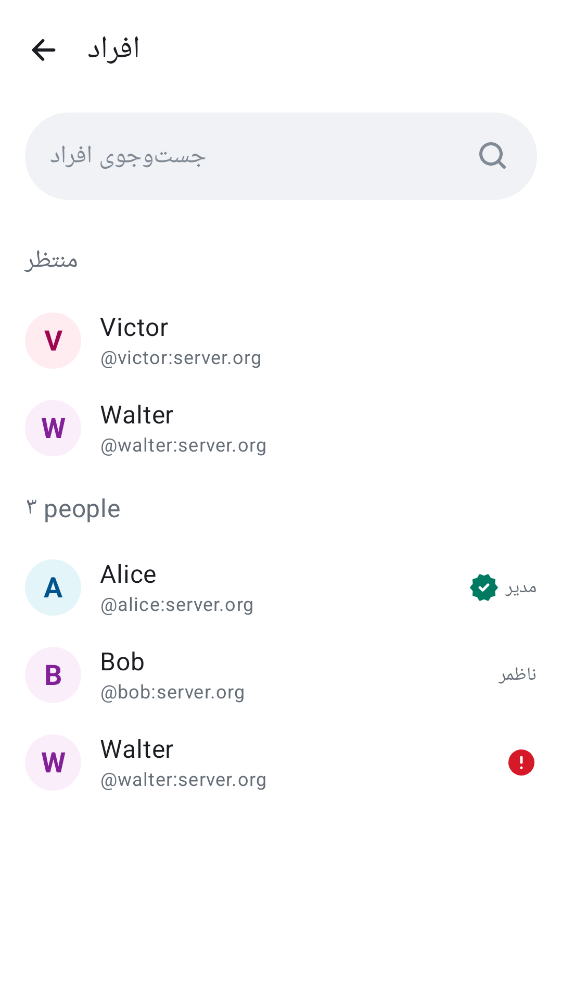 افراد
جست‌وجوی افراد
منتظر
V
Victor
@victor:server.org
W
Walter
@walter:server.org
۳ people
A
Alice
@alice:server.org
مدیر
B
Bob
@bob:server.org
ناظمر
W
Walter
@walter:server.org